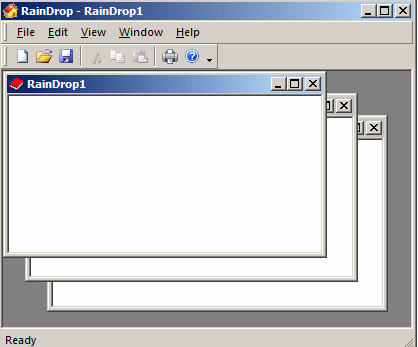 RainDrop - RainDrop1
File Edit View Window Help
RainDrop1
Ready